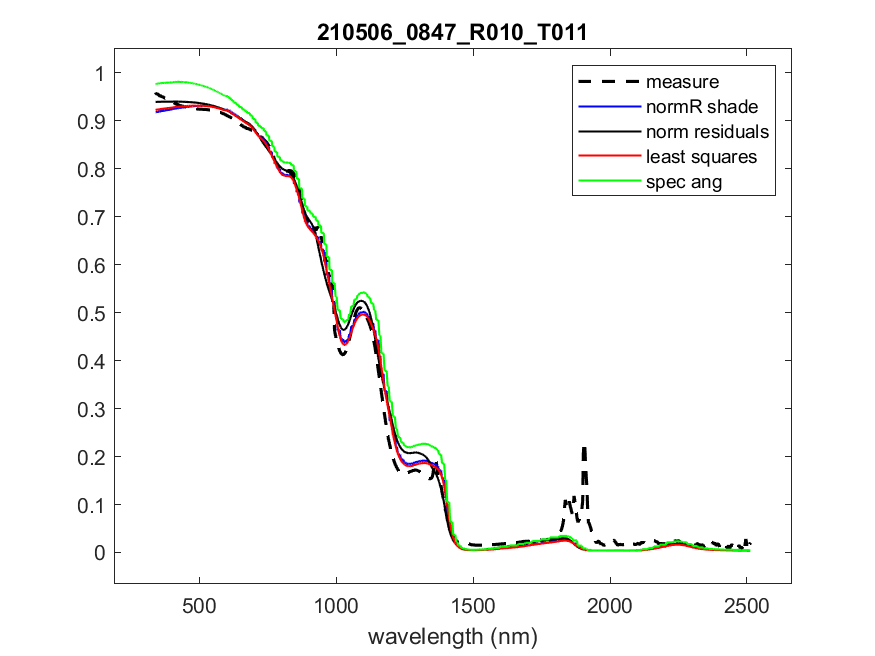 210506_0847_R010_T011
measure
normR shade
norm residuals
least squares
spec ang
1
0.9
0.8
0.7
0.6
0.5
0.4
0.3
0.2
0.1
0
500 1000 1500 2000 2500
wavelength (nm)